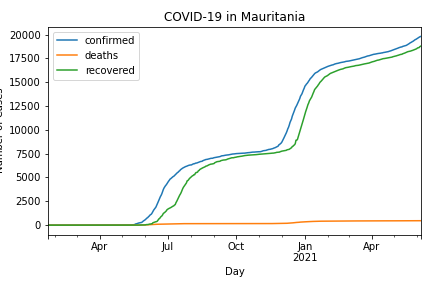 COVID-19 in Mauritania
confirmed
deaths
recovered
20000
17500
15000
12500
10000
7500
5000
2500
0
Apr
Jul
Oct
Jan
2021
Apr
Day